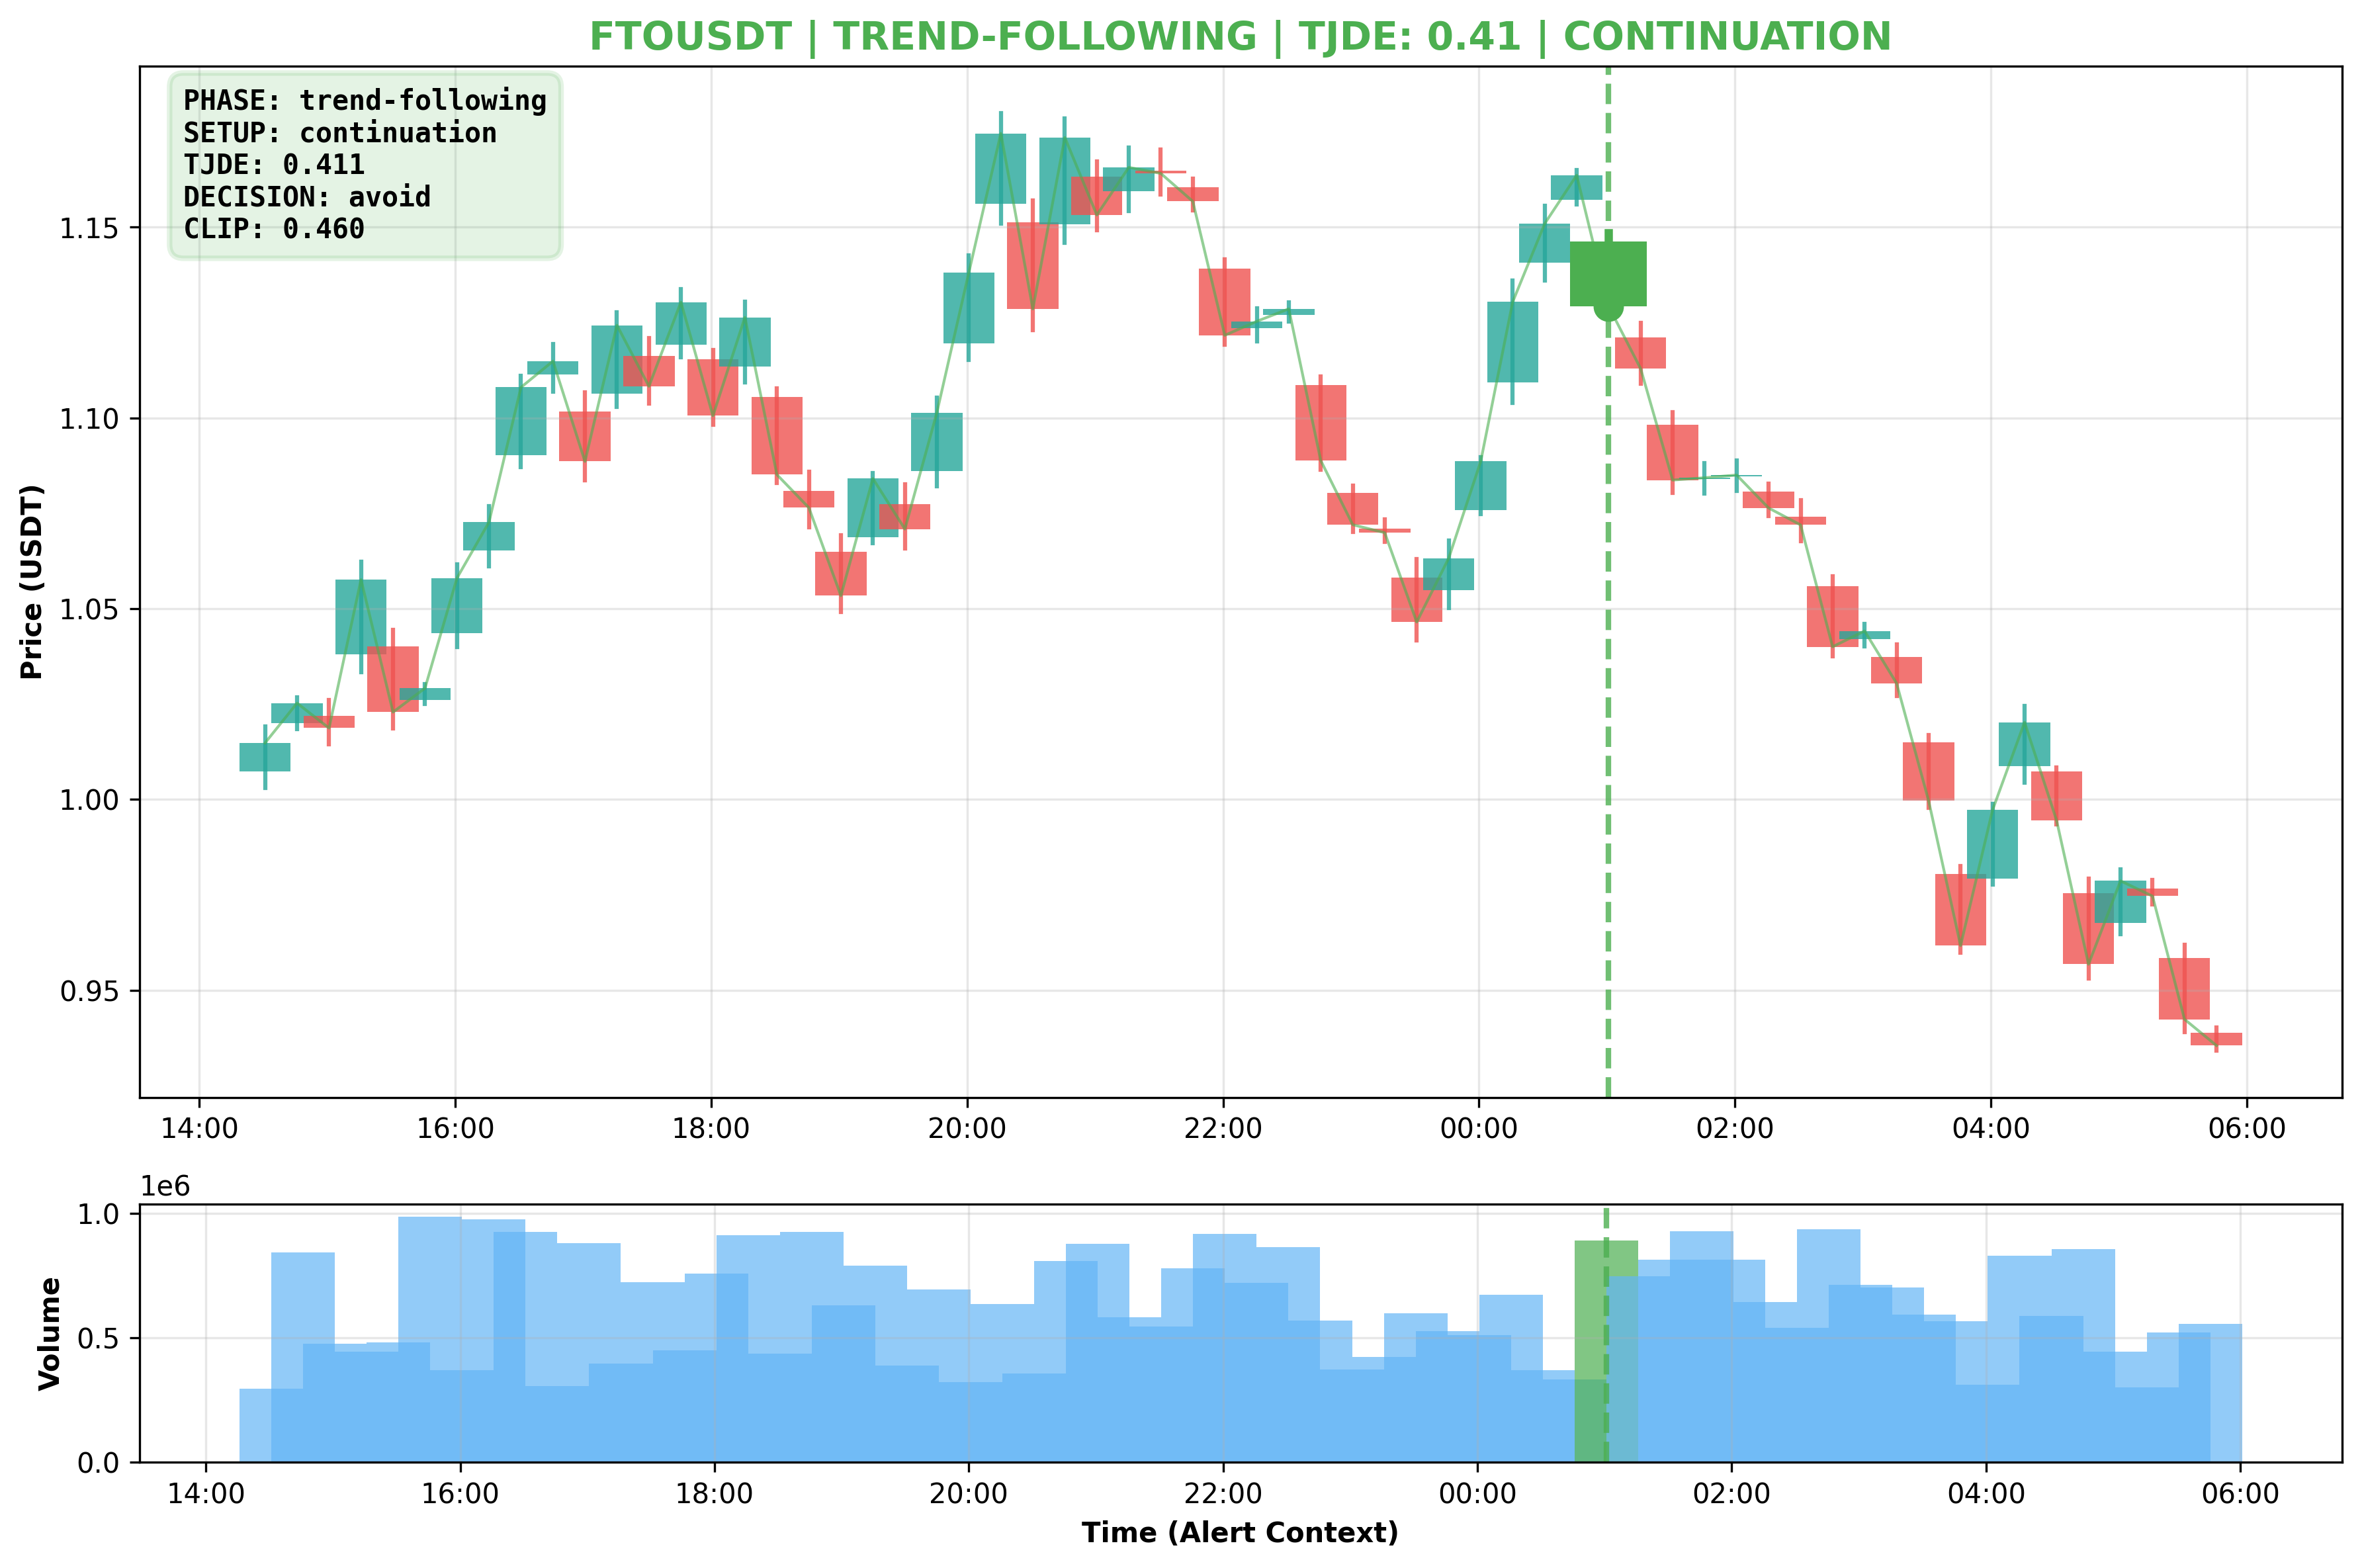 FTOUSDT | TREND-FOLLOWING | TJDE: 0.41 | CONTINUATION
PHASE: trend-following
SETUP: continuation
TJDE: 0.411
DECISION: avoid
CLIP: 0.460
Price (USDT)
1.15
1.10
1.05
1.00
0.95
14:00 16:00 18:00 20:00 22:00 00:00 02:00 04:00 06:00
1e6
Volume
1.0
0.5
0.0
14:00 16:00 18:00 20:00 22:00 00:00 02:00 04:00 06:00
Time (Alert Context)